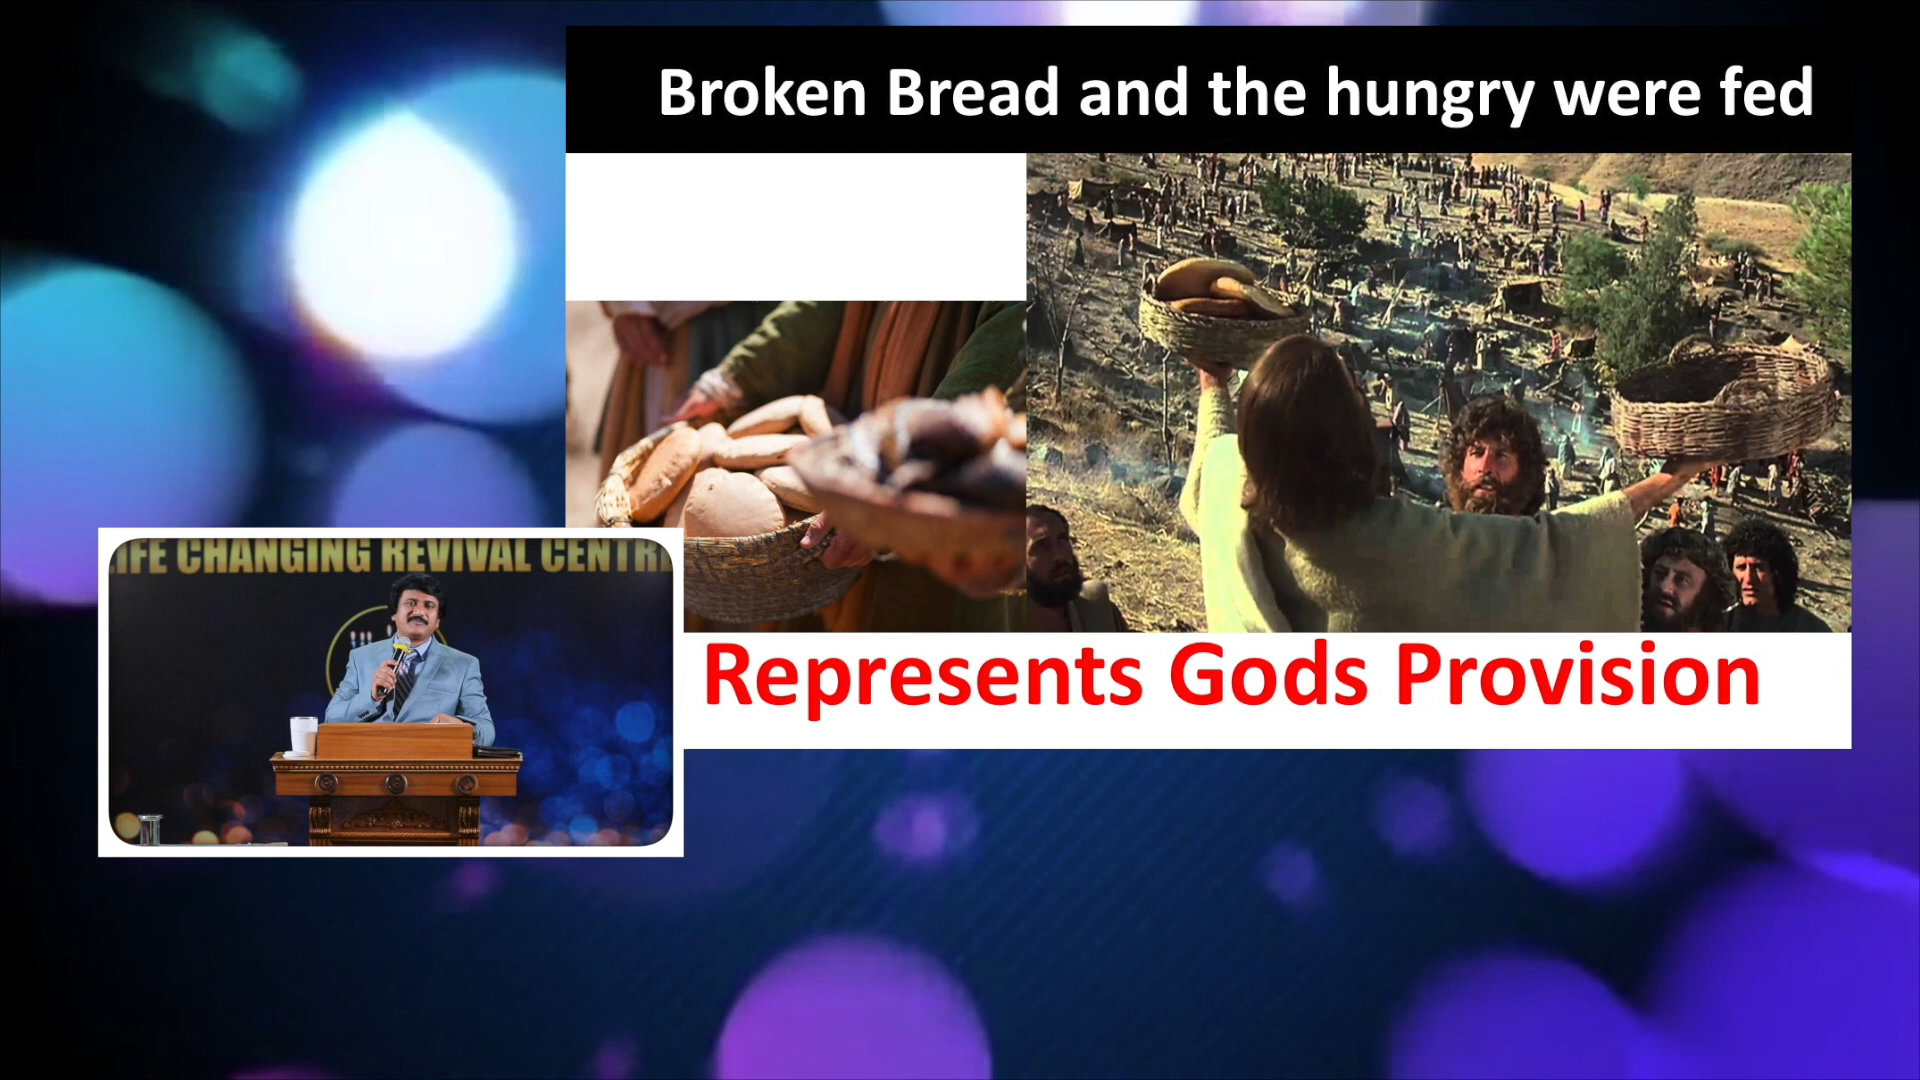 Broken Bread and the hungry were fed
Represents Gods Provision
IFE CHANGING REVIVAL CENTR